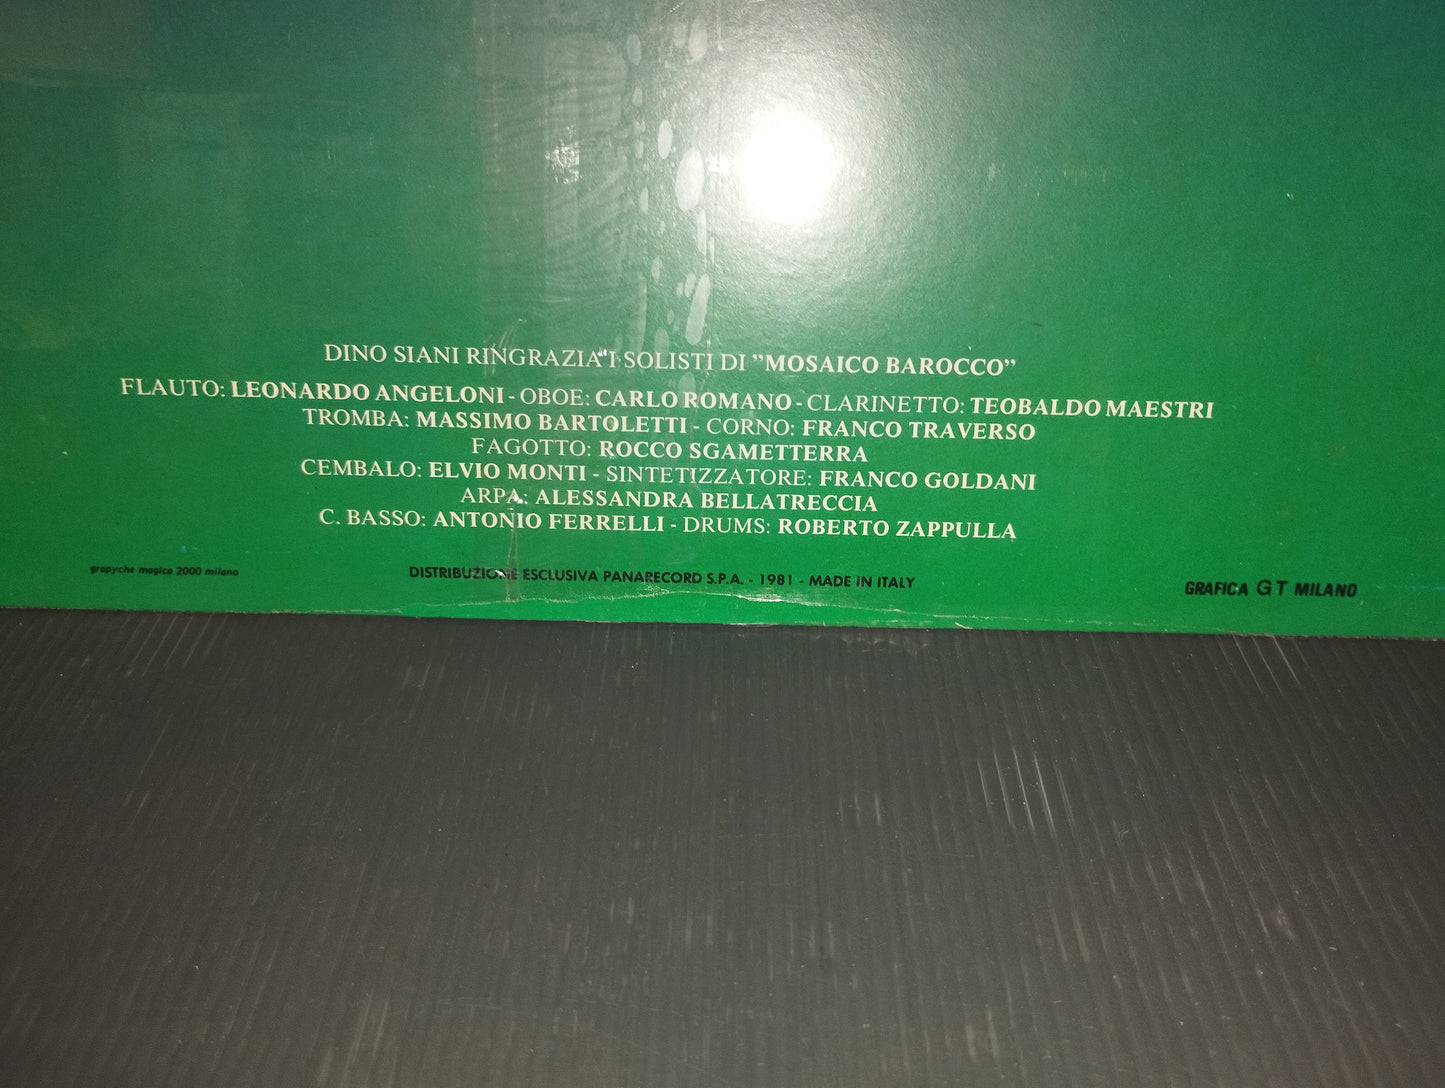 DINO SIANI RINGRAZIA I SOLISTI DI "MOSAICO BAROCCO"
FLAUTO: LEONARDO ANGELONI - OBOE: CARLO ROMANO - CLARINETTO: TEOBALDO MAESTRI
TROMBA: MASSIMO BARTOLETTI - CORNO: FRANCO TRAVERSO
FAGOTTO: ROCCO SGAMETTERRA
CEMBALO: ELVIO MONTI - SINTETIZZATORE: FRANCO GOLDANI
ARPA: ALESSANDRA BELLATRECCIA
C. BASSO: ANTONIO FERRELLI - DRUMS: ROBERTO ZAPPULLA
grapyche magica 2000 milano
DISTRIBUZIONE ESCLUSIVA PANARECORD S.P.A. - 1981 - MADE IN ITALY
GRAFICA GT MILANO